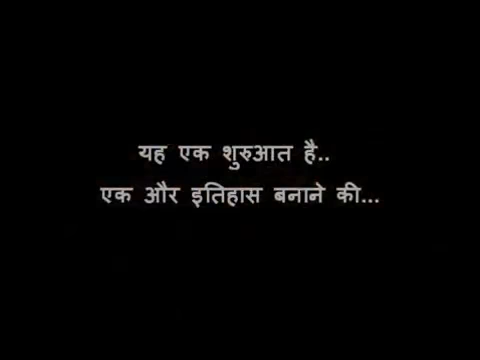 यह एक शुरुआत है..
एक और इतिहास बनाने की...